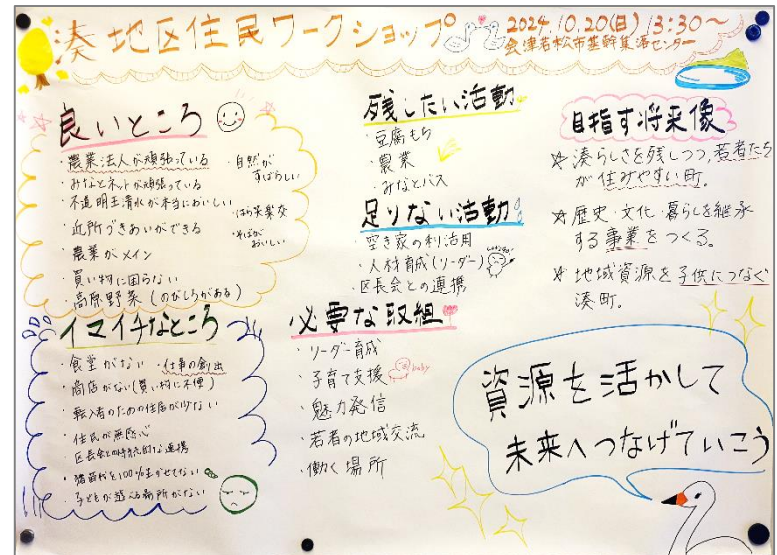 湊地区住民ワークショップ
2024.10.20(日) 13:30〜
会津若松市基幹集落センター
良いところ
・農業法人が頑張っている
・みなとネットが頑張っている
・不道明王清水が本当においしい
・近所づきあいができる
・農業がメイン
・買い物に困らない
・高原野菜(のびしろがある)
・自然がすばらしい
・はら笑楽交
・そばがおいしい
イマイチなところ
・食堂がない ・仕事の創出
・商店がない(買い物に不便)
・転入者のための住居が少ない
・住民が無関心
・区長会との持続的な連携
・猪苗代を100%生かせてない
・子どもが遊べる場所がない
残したい活動
・豆腐もち
・農業
・みなとバス
足りない活動
・空き家の利活用
・人材育成(リーダー)
・区長会との連携
必要な取組
・リーダー育成
・子育て支援
baby
・魅力発信
・若者の地域交流
・働く場所
目指す将来像
☆ 湊らしさを残しつつ、若者たち
が住みやすい町。
☆ 歴史・文化・暮らしを継承
する事業をつくる。
☆ 地域資源を子供につなぐ
湊町。
資源を活かして
未来へつなげていこう